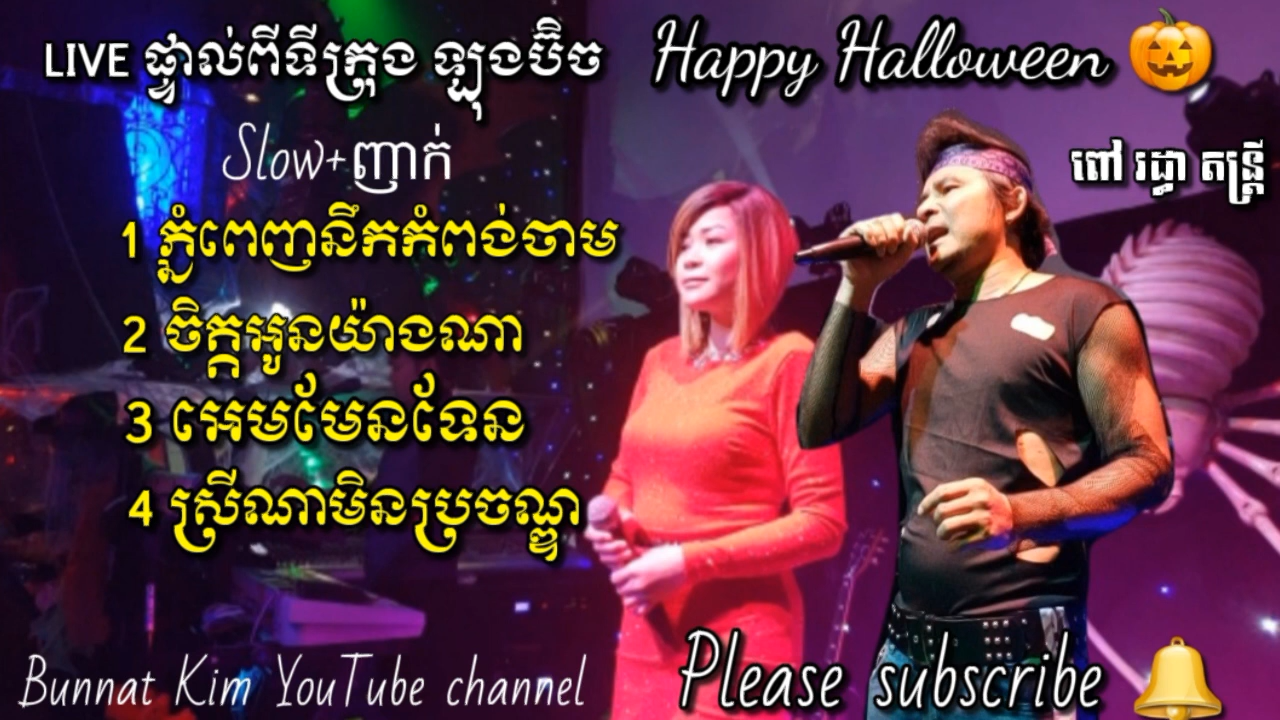 LIVE ផ្ទាល់ពីទីក្រុង ឡុងប៊ិច
Happy Halloween 🎃
Slow+ញាក់
ពៅ រដ្ឋា តន្ត្រី
1 ភ្នំពេញនឹកកំពង់ចាម
2 ចិត្តអូនយ៉ាងណា
3 អេមមែនទែន
4 ស្រីណាមិនប្រចណ្ឌ
Bunnat Kim YouTube channel
Please subscribe 🔔